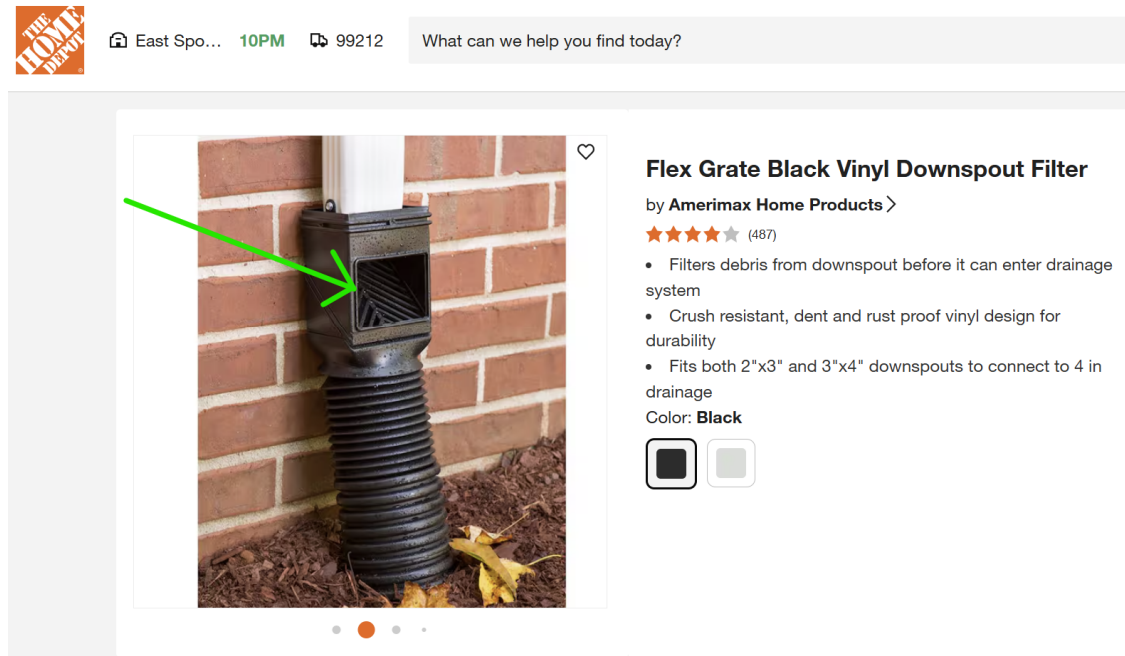 THE
HOME
DEPOT
East Spo... 10PM 99212 What can we help you find today?
Flex Grate Black Vinyl Downspout Filter
by Amerimax Home Products
(487)
• Filters debris from downspout before it can enter drainage
system
• Crush resistant, dent and rust proof vinyl design for
durability
• Fits both 2"x3" and 3"x4" downspouts to connect to 4 in
drainage
Color: Black